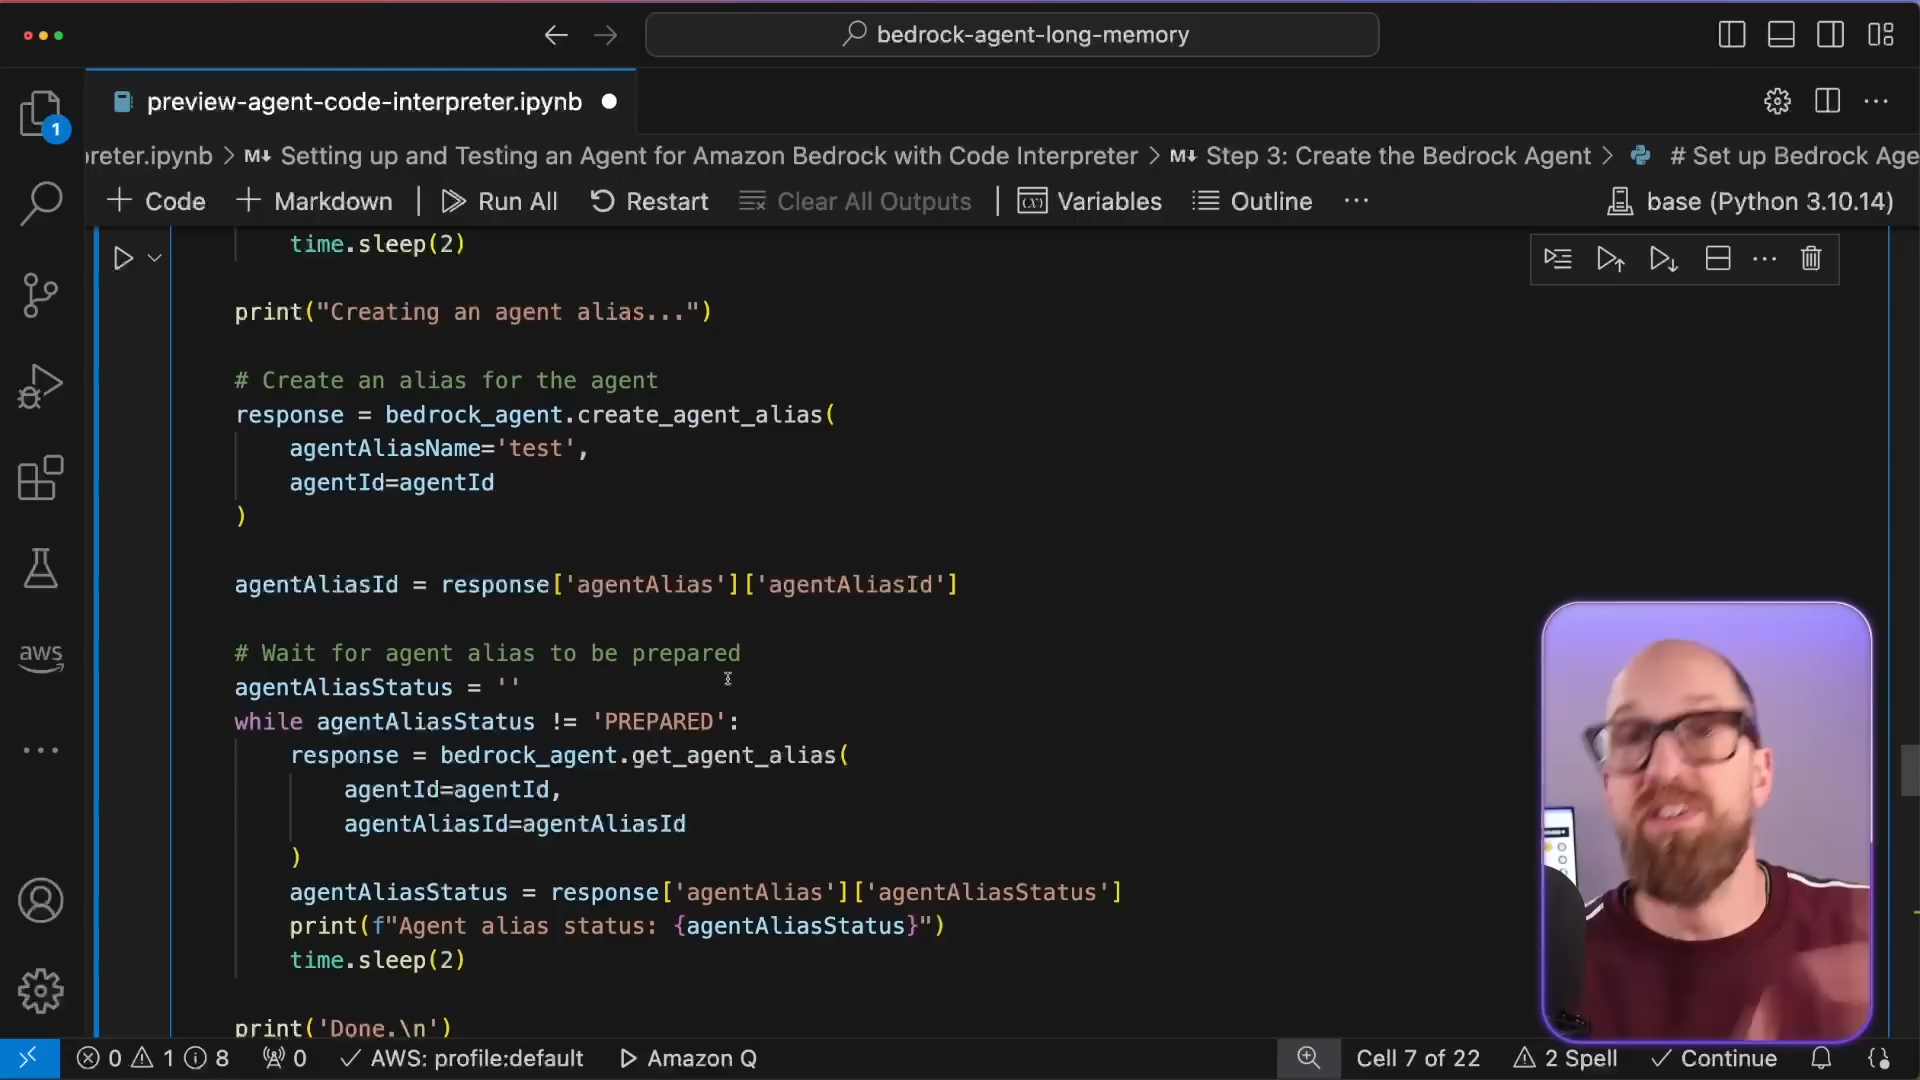 bedrock-agent-long-memory
preview-agent-code-interpreter.ipynb
1
preter.ipynb > M↓ Setting up and Testing an Agent for Amazon Bedrock with Code Interpreter > M↓ Step 3: Create the Bedrock Agent > # Set up Bedrock Age
+ Code + Markdown | Run All Restart Clear All Outputs | Variables Outline ... base (Python 3.10.14)
time.sleep(2)
print("Creating an agent alias...")
# Create an alias for the agent
response = bedrock_agent.create_agent_alias(
agentAliasName='test',
agentId=agentId
)
agentAliasId = response['agentAlias']['agentAliasId']
# Wait for agent alias to be prepared
agentAliasStatus = ''
while agentAliasStatus != 'PREPARED':
response = bedrock_agent.get_agent_alias(
agentId=agentId,
agentAliasId=agentAliasId
)
agentAliasStatus = response['agentAlias']['agentAliasStatus']
print(f"Agent alias status: {agentAliasStatus}")
time.sleep(2)
print('Done.\n')
aws
0 1 8 0 AWS: profile:default Amazon Q Cell 7 of 22 2 Spell Continue